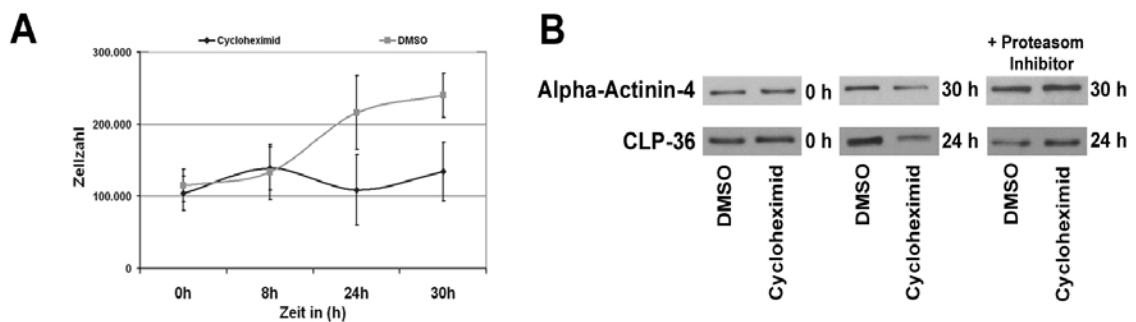 A
Cycloheximid
DMSO
300.000
200.000
100.000
0
Zellzahl
0h
8h
24h
30h
Zeit in (h)
B
+ Proteasom
Inhibitor
Alpha-Actinin-4
0 h
30 h
30 h
CLP-36
0 h
24 h
24 h
DMSO
Cycloheximid
DMSO
Cycloheximid
DMSO
Cycloheximid